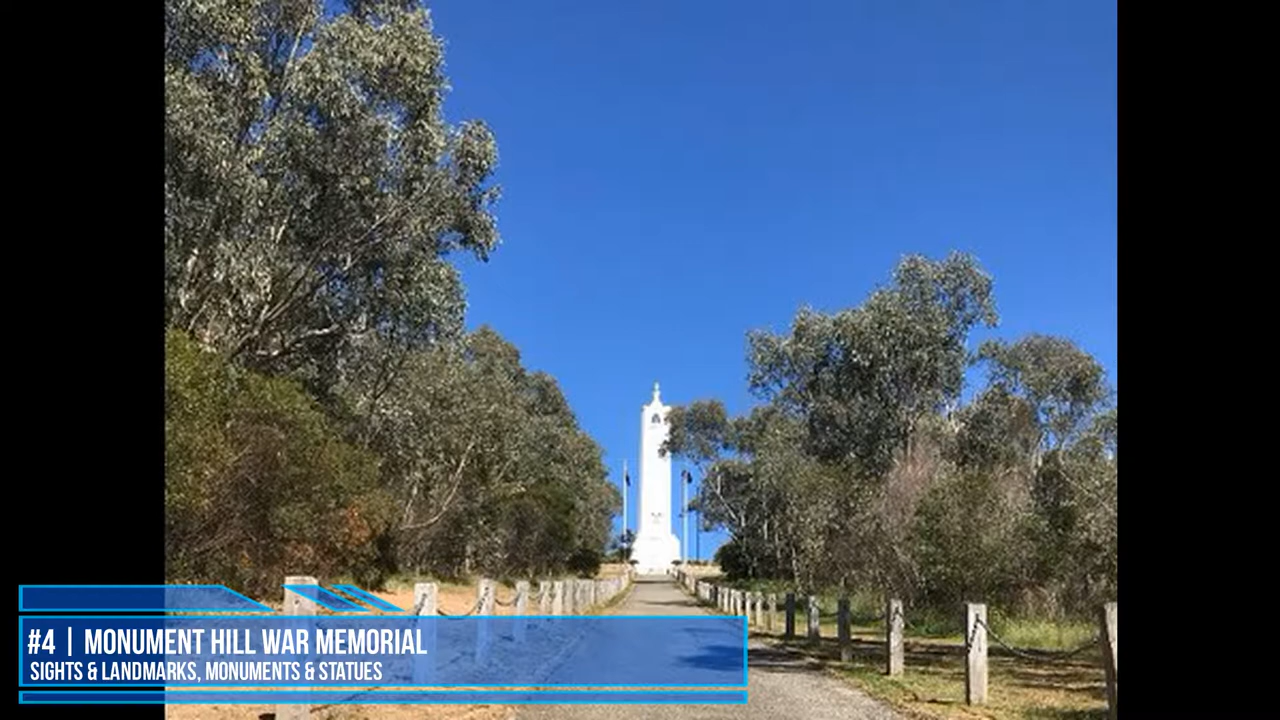 #4 | MONUMENT HILL WAR MEMORIAL
SIGHTS & LANDMARKS, MONUMENTS & STATUES